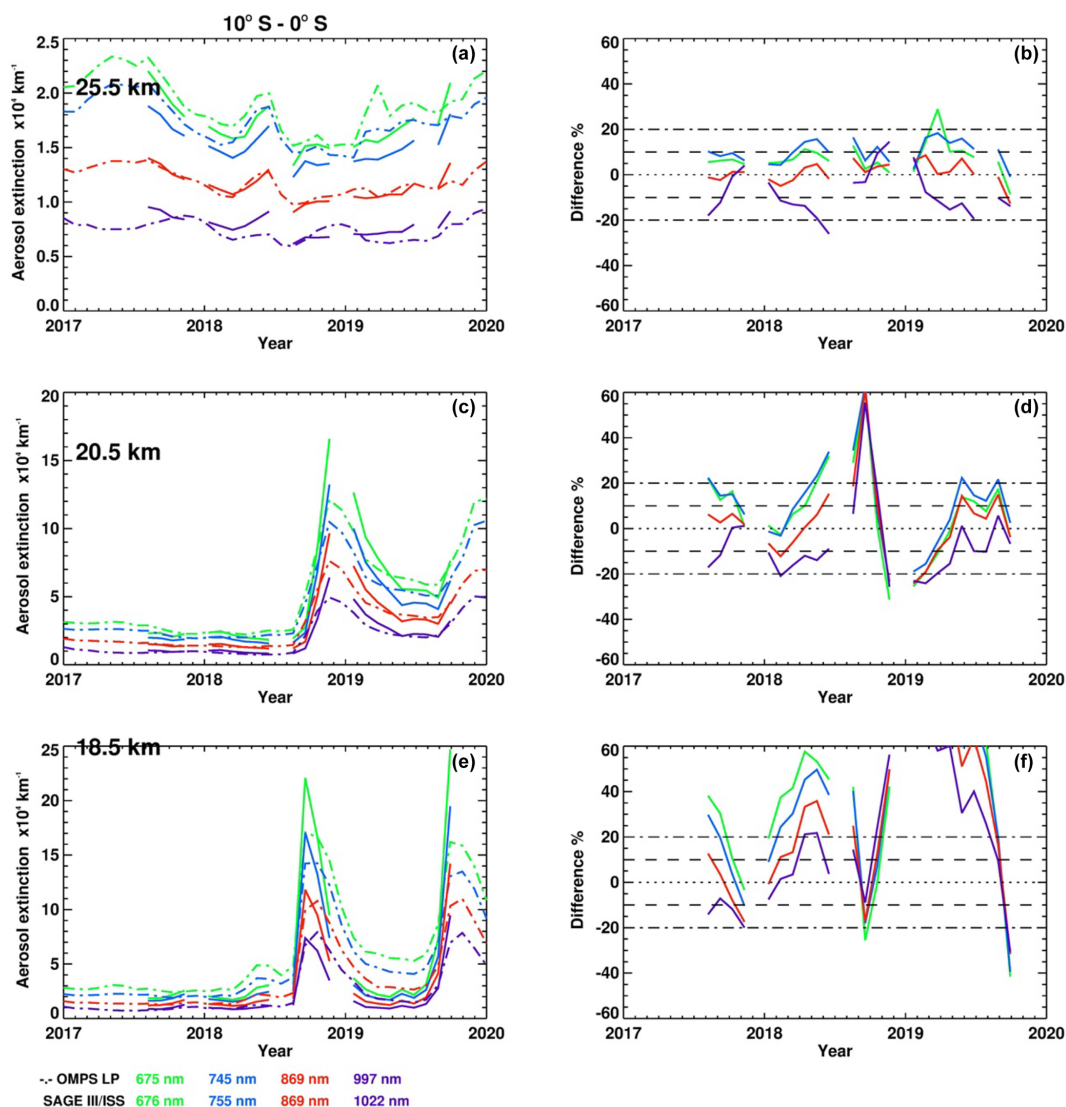 10° S - 0° S
(a)
25.5 km
Aerosol extinction x10⁴ km⁻¹
2.5
2.0
1.5
1.0
0.5
0.0
2017 2018 2019 2020
Year
(b)
Difference %
60
40
20
0
-20
-40
-60
2017 2018 2019 2020
Year
(c)
20.5 km
Aerosol extinction x10⁴ km⁻¹
20
15
10
5
0
2017 2018 2019 2020
Year
(d)
Difference %
60
40
20
0
-20
-40
-60
2017 2018 2019 2020
Year
(e)
18.5 km
Aerosol extinction x10⁴ km⁻¹
25
20
15
10
5
0
2017 2018 2019 2020
Year
(f)
Difference %
60
40
20
0
-20
-40
-60
2017 2018 2019 2020
Year
-.- OMPS LP 675 nm 745 nm 869 nm 997 nm
SAGE III/ISS 676 nm 755 nm 869 nm 1022 nm